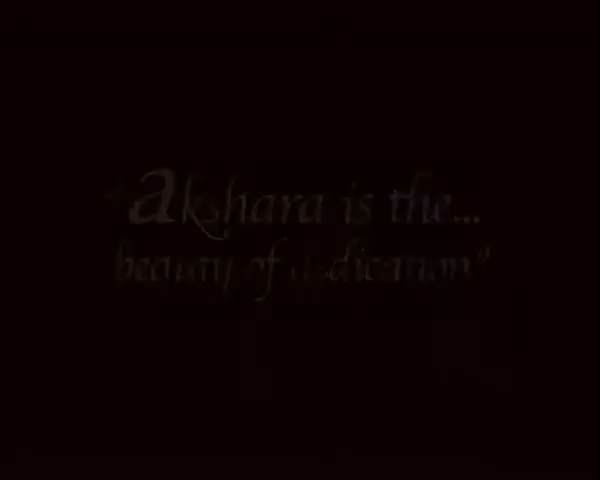 "akshara is the...
beauty of dedication"